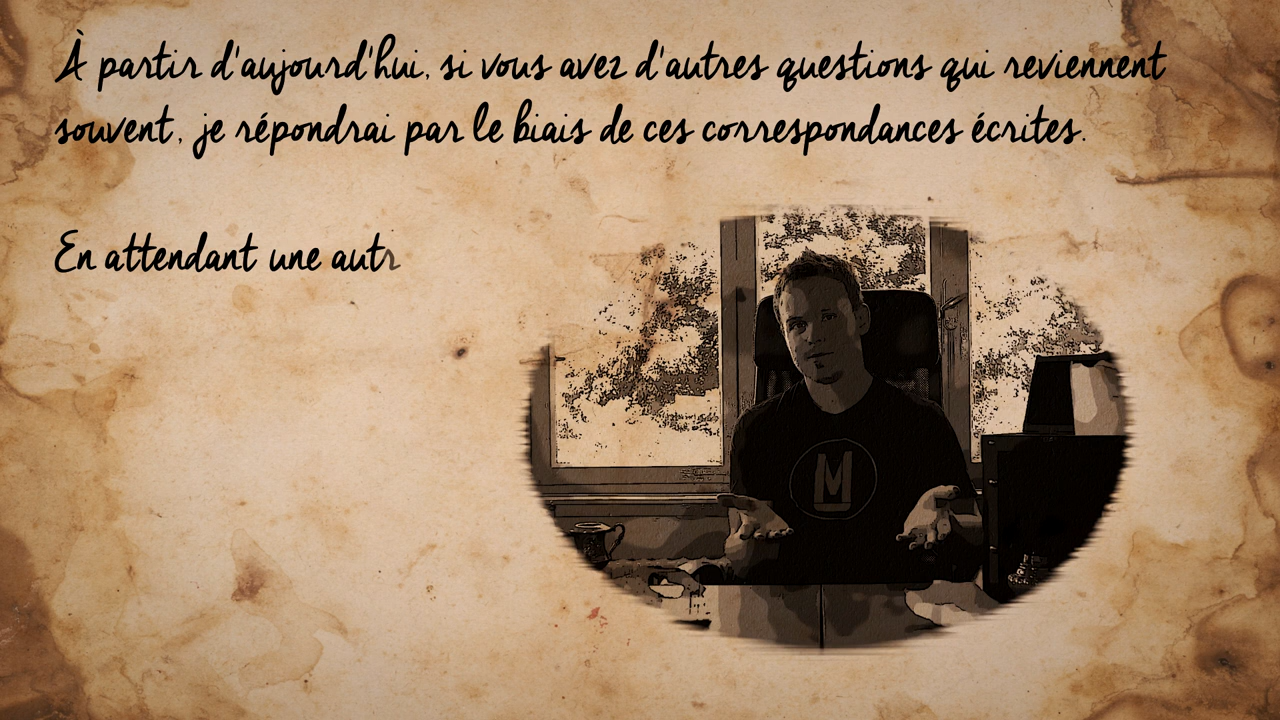 À partir d'aujourd'hui, si vous avez d'autres questions qui reviennent
souvent, je répondrai par le biais de ces correspondances écrites.
En attendant une autr